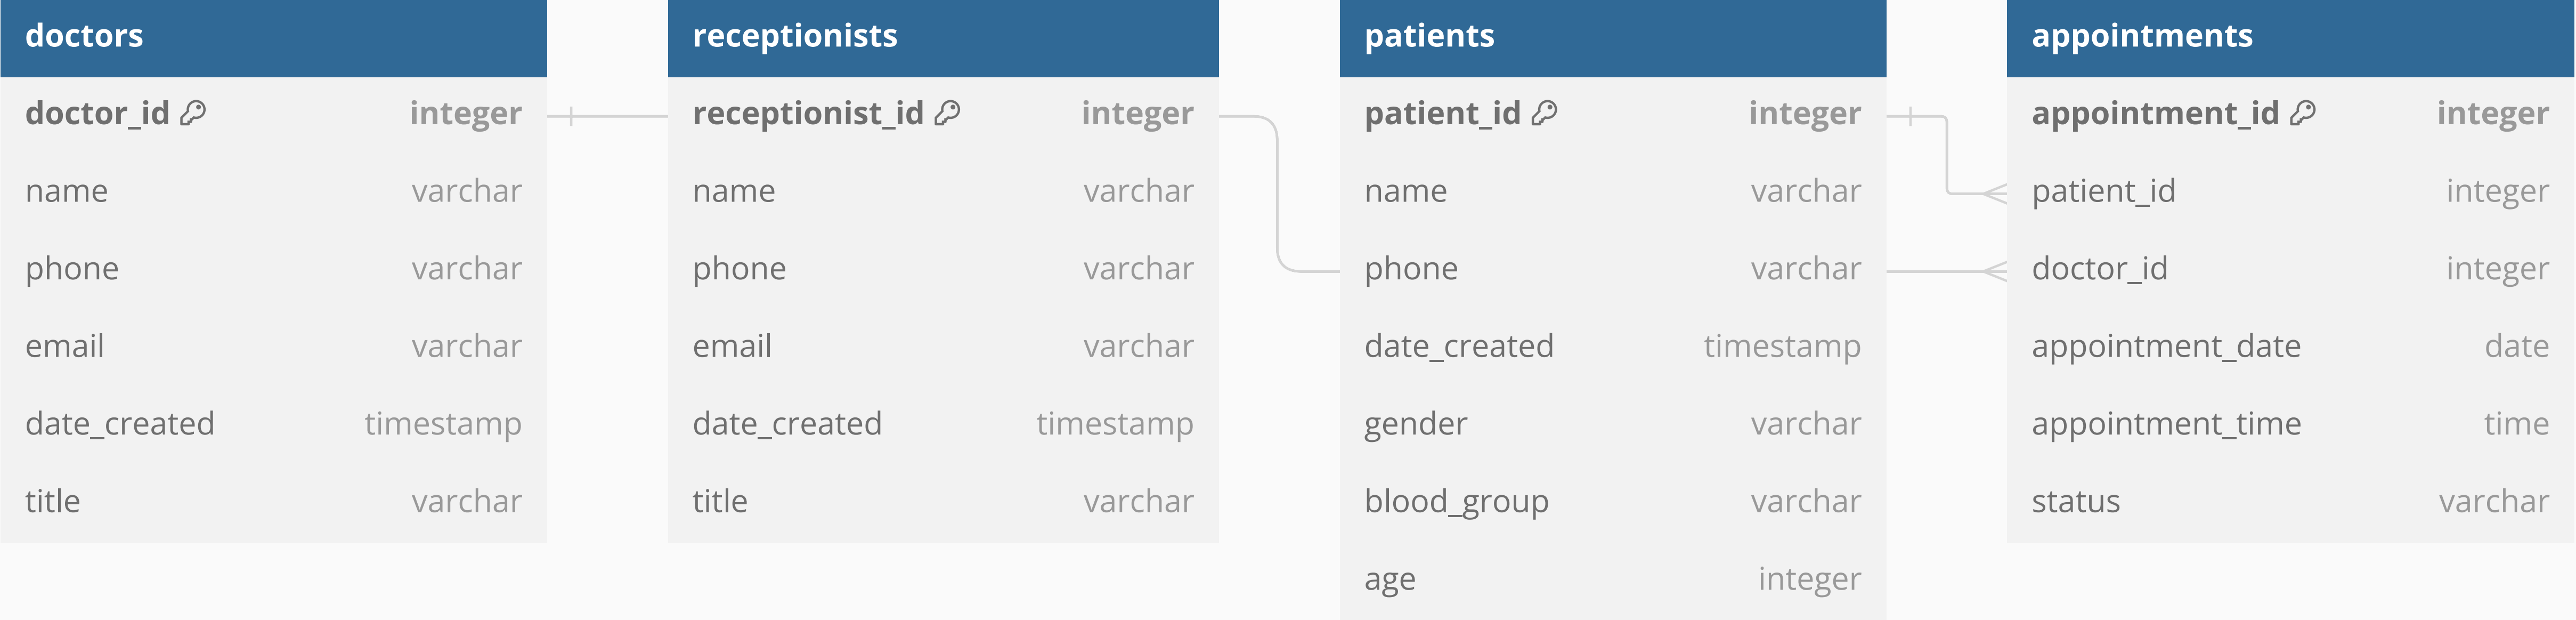 doctors
doctor_id integer
name varchar
phone varchar
email varchar
date_created timestamp
title varchar
receptionists
receptionist_id integer
name varchar
phone varchar
email varchar
date_created timestamp
title varchar
patients
patient_id integer
name varchar
phone varchar
date_created timestamp
gender varchar
blood_group varchar
age integer
appointments
appointment_id integer
patient_id integer
doctor_id integer
appointment_date date
appointment_time time
status varchar